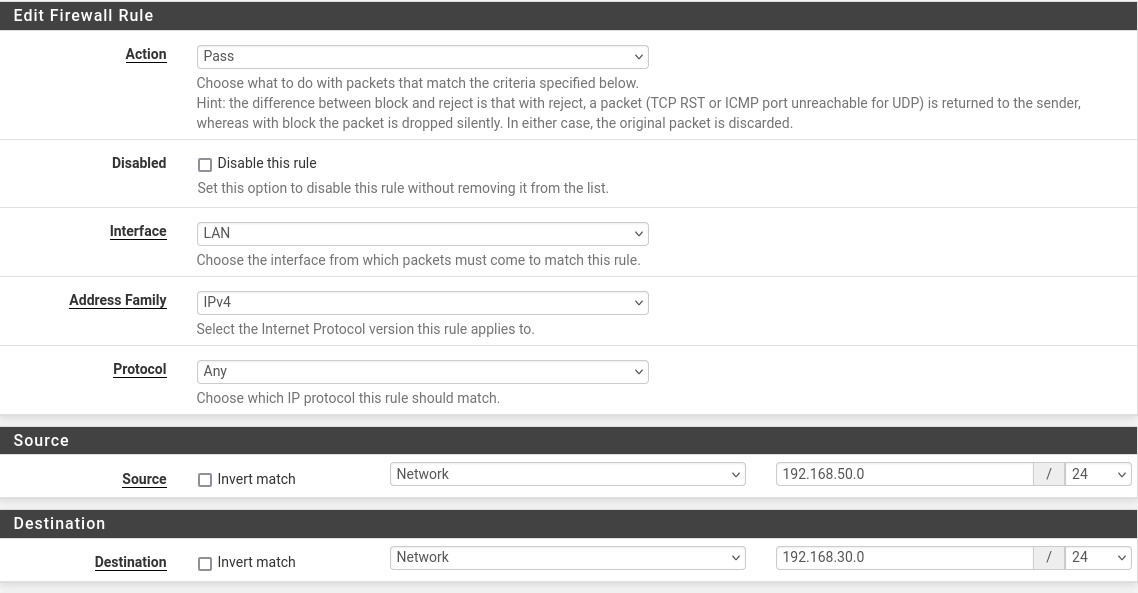 Edit Firewall Rule
Action
Pass
Choose what to do with packets that match the criteria specified below.
Hint: the difference between block and reject is that with reject, a packet (TCP RST or ICMP port unreachable for UDP) is returned to the sender,
whereas with block the packet is dropped silently. In either case, the original packet is discarded.
Disabled
Disable this rule
Set this option to disable this rule without removing it from the list.
Interface
LAN
Choose the interface from which packets must come to match this rule.
Address Family
IPv4
Select the Internet Protocol version this rule applies to.
Protocol
Any
Choose which IP protocol this rule should match.
Source
Source
Invert match
Network
192.168.50.0
/
24
Destination
Destination
Invert match
Network
192.168.30.0
/
24